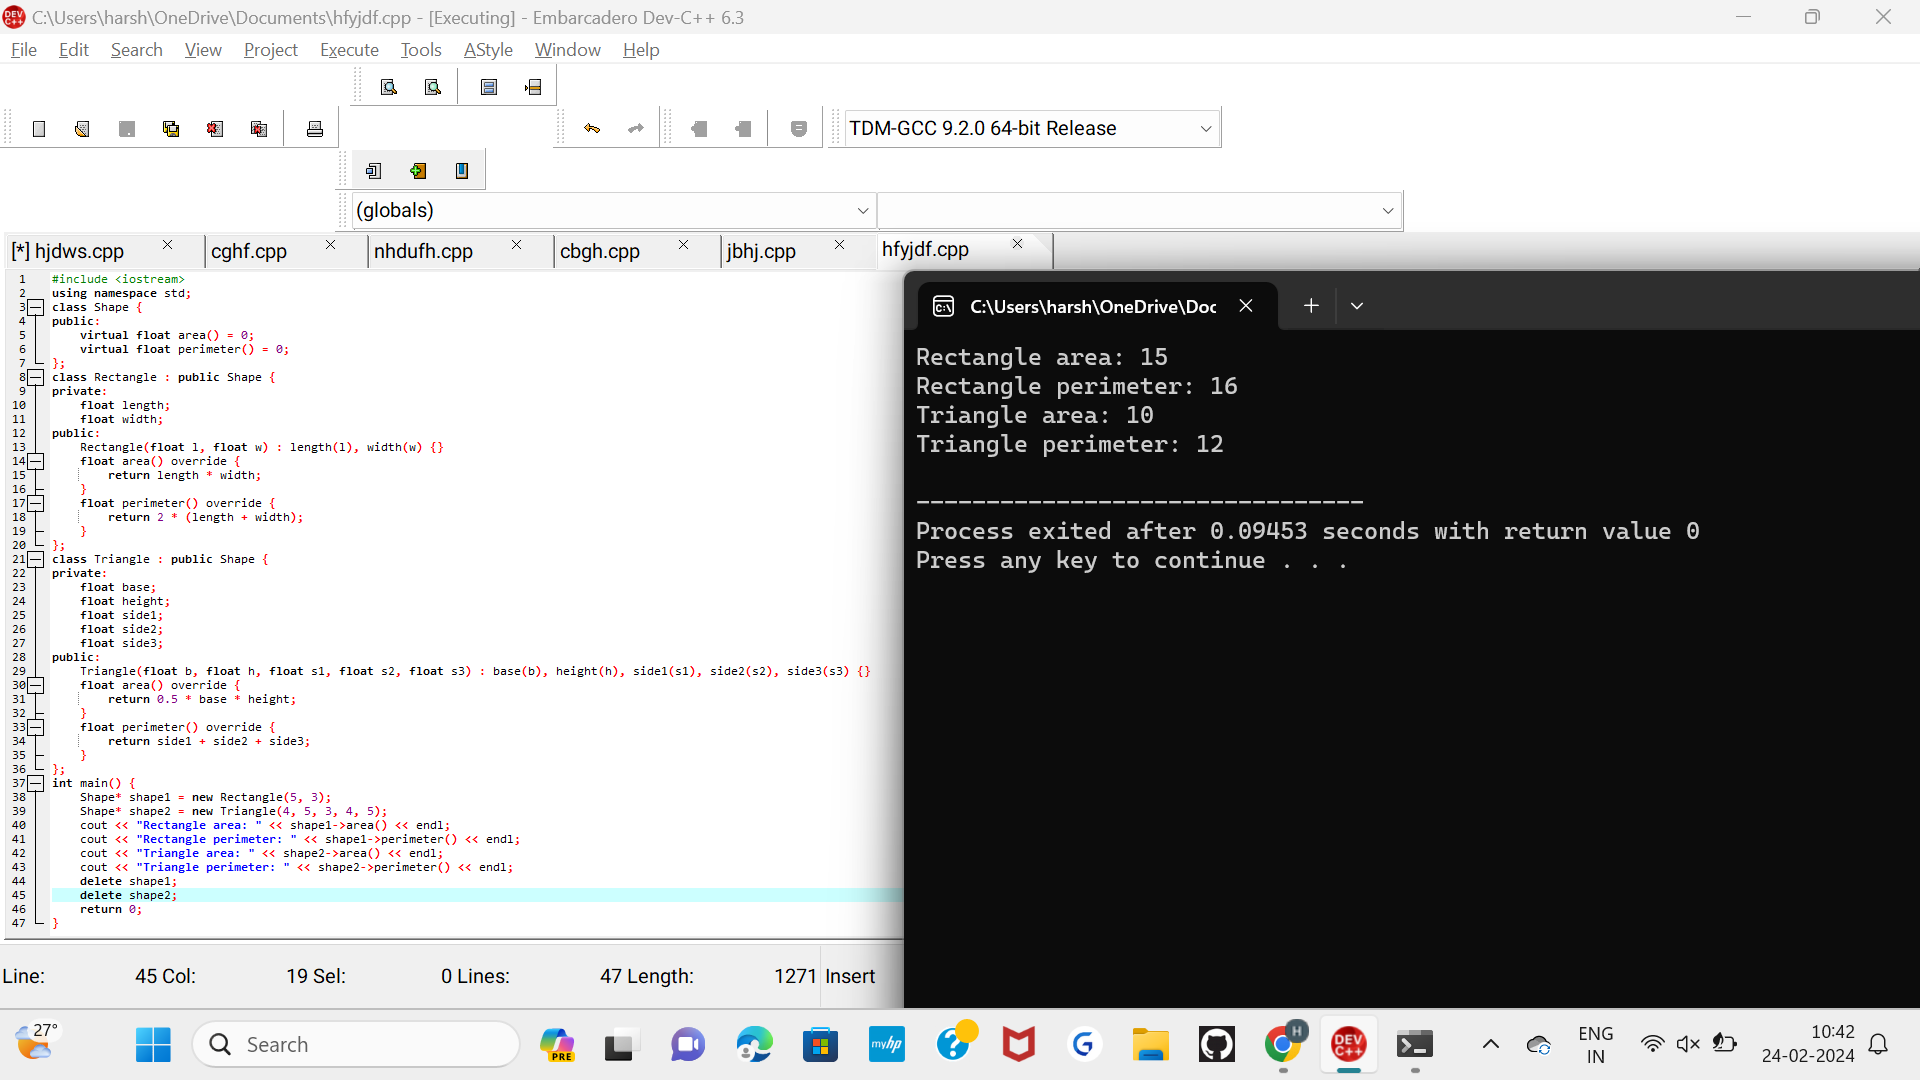 C:\Users\harsh\OneDrive\Documents\hfyjdf.cpp - [Executing] - Embarcadero Dev-C++ 6.3
File Edit Search View Project Execute Tools AStyle Window Help
TDM-GCC 9.2.0 64-bit Release
(globals)
[*] hjdws.cpp cghf.cpp nhdufh.cpp cbgh.cpp jbhj.cpp hfyjdf.cpp
1 #include <iostream>
2 using namespace std;
3 class Shape {
4 public:
5 virtual float area() = 0;
6 virtual float perimeter() = 0;
7 };
8 class Rectangle : public Shape {
9 private:
10 float length;
11 float width;
12 public:
13 Rectangle(float l, float w) : length(l), width(w) {}
14 float area() override {
15 return length * width;
16 }
17 float perimeter() override {
18 return 2 * (length + width);
19 }
20 };
21 class Triangle : public Shape {
22 private:
23 float base;
24 float height;
25 float side1;
26 float side2;
27 float side3;
28 public:
29 Triangle(float b, float h, float s1, float s2, float s3) : base(b), height(h), side1(s1), side2(s2), side3(s3) {}
30 float area() override {
31 return 0.5 * base * height;
32 }
33 float perimeter() override {
34 return side1 + side2 + side3;
35 }
36 };
37 int main() {
38 Shape* shape1 = new Rectangle(5, 3);
39 Shape* shape2 = new Triangle(4, 5, 3, 4, 5);
40 cout << "Rectangle area: " << shape1->area() << endl;
41 cout << "Rectangle perimeter: " << shape1->perimeter() << endl;
42 cout << "Triangle area: " << shape2->area() << endl;
43 cout << "Triangle perimeter: " << shape2->perimeter() << endl;
44 delete shape1;
45 delete shape2;
46 return 0;
47 }
C:\Users\harsh\OneDrive\Doc
Rectangle area: 15
Rectangle perimeter: 16
Triangle area: 10
Triangle perimeter: 12
--------------------------------
Process exited after 0.09453 seconds with return value 0
Press any key to continue . . .
Line: 45 Col: 19 Sel: 0 Lines: 47 Length: 1271 Insert
27°
Search
PRE
myhp
G
H
DEV C++
ENG
IN
10:42
24-02-2024